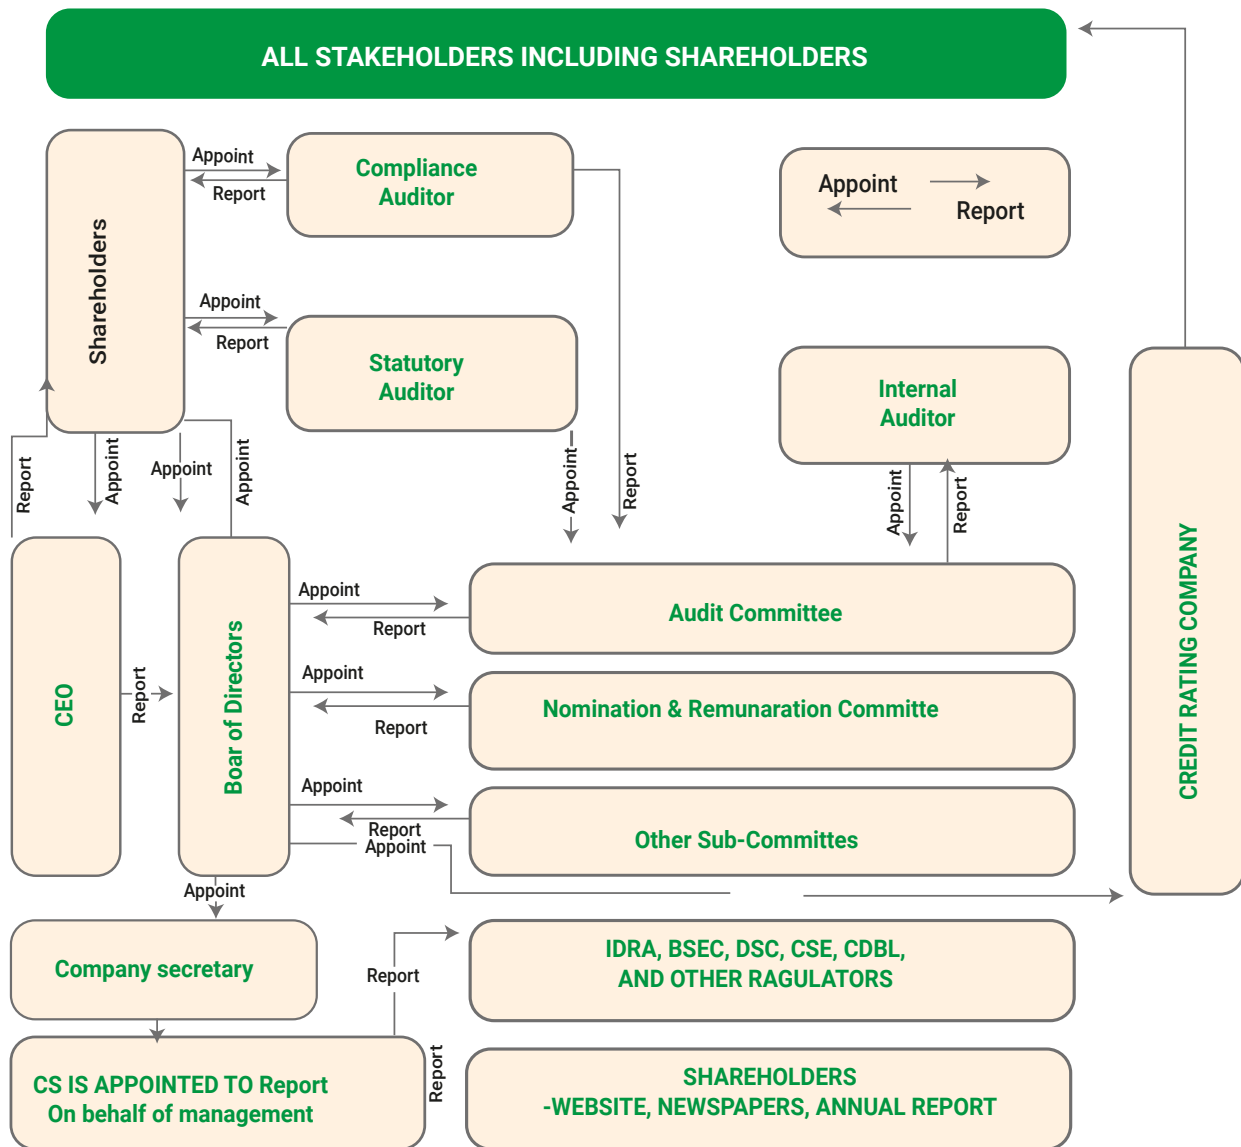 ALL STAKEHOLDERS INCLUDING SHAREHOLDERS
Shareholders
Appoint
Report
Compliance
Auditor
Appoint
Report
Appoint
Report
Statutory
Auditor
Internal
Auditor
Report
Appoint
Appoint
Appoint
Appoint
Report
Appoint
Report
CREDIT RATING COMPANY
CEO
Report
Boar of Directors
Appoint
Report
Audit Committee
Appoint
Report
Nomination & Remunaration Committe
Appoint
Report
Appoint
Other Sub-Committes
Appoint
Company secretary
Report
IDRA, BSEC, DSC, CSE, CDBL,
AND OTHER RAGULATORS
CS IS APPOINTED TO Report
On behalf of management
Report
SHAREHOLDERS
-WEBSITE, NEWSPAPERS, ANNUAL REPORT